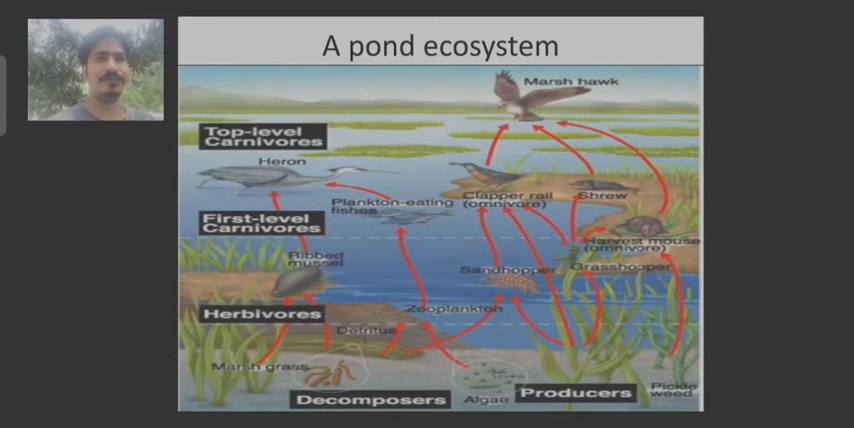 A pond ecosystem
Marsh hawk
Top-level
Carnivores
Heron
Plankton-eating
fishes
Clapper rail
(omnivore)
Shrew
First-level
Carnivores
Harvest mouse
(omnivore)
Ribbed
mussel
Sandhopper
Grasshopper
Herbivores
Zooplankton
Detritus
Marsh grass
Decomposers
Algae
Producers
Pickle
weed